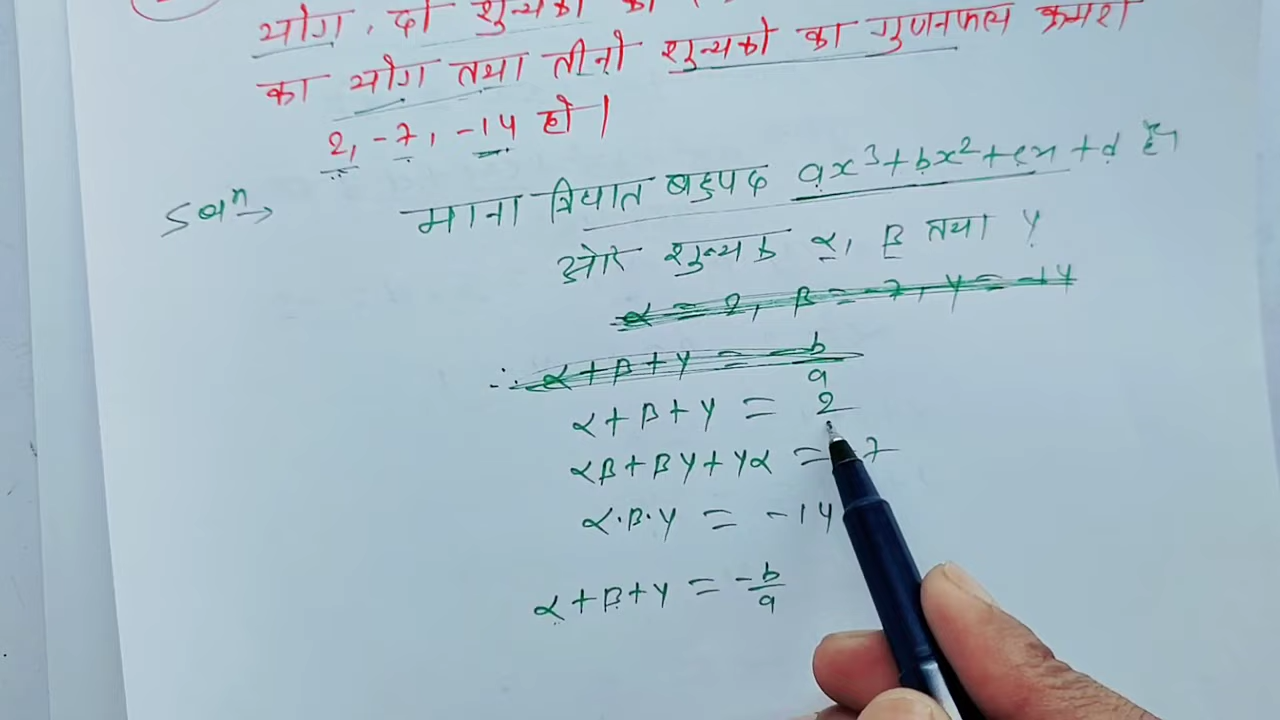 योग, दो शून्यको का
का योग तथा तीनो शून्यको का गुणनफल क्रमश
2, -7, -14 हो।
Solⁿ→ माना त्रिघात बहुपद ax³+bx²+cx+d है
और शून्यक α, β तथा γ
α = 2, β = -7, γ = -14
∴ α+β+γ = -b/a
α+β+γ = 2
αβ+βγ+γα = 7
α·β·γ = -14
α+β+γ = -b/a